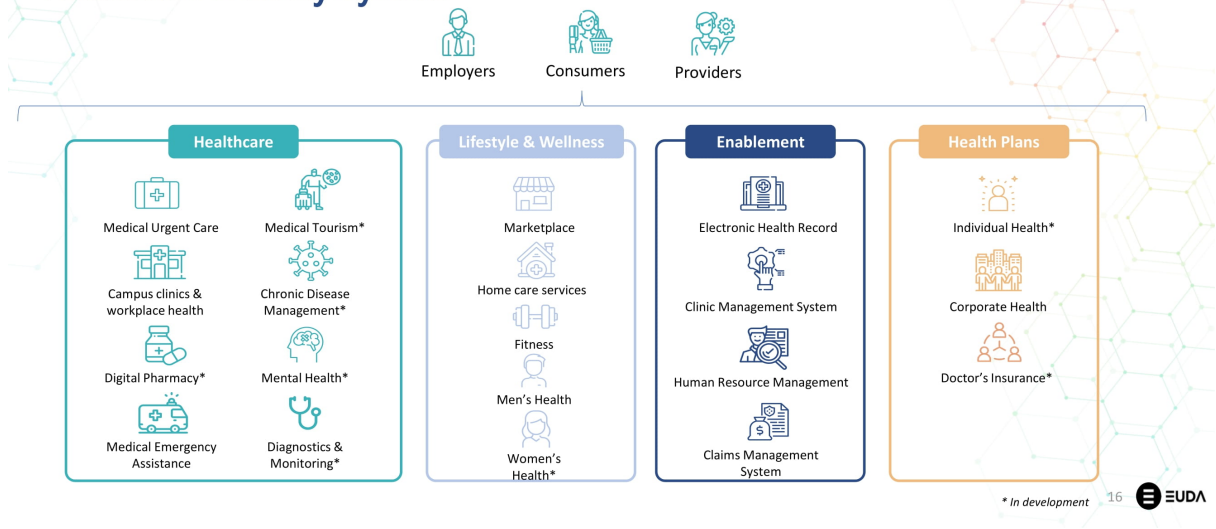 Employers
Consumers
Providers
Healthcare
Medical Urgent Care
Medical Tourism*
Campus clinics &
workplace health
Chronic Disease
Management*
Digital Pharmacy*
Mental Health*
Medical Emergency
Assistance
Diagnostics &
Monitoring*
Lifestyle & Wellness
Marketplace
Home care services
Fitness
Men's Health
Women's
Health*
Enablement
Electronic Health Record
Clinic Management System
Human Resource Management
Claims Management
System
Health Plans
Individual Health*
Corporate Health
Doctor's Insurance*
* In development
16
EUDA